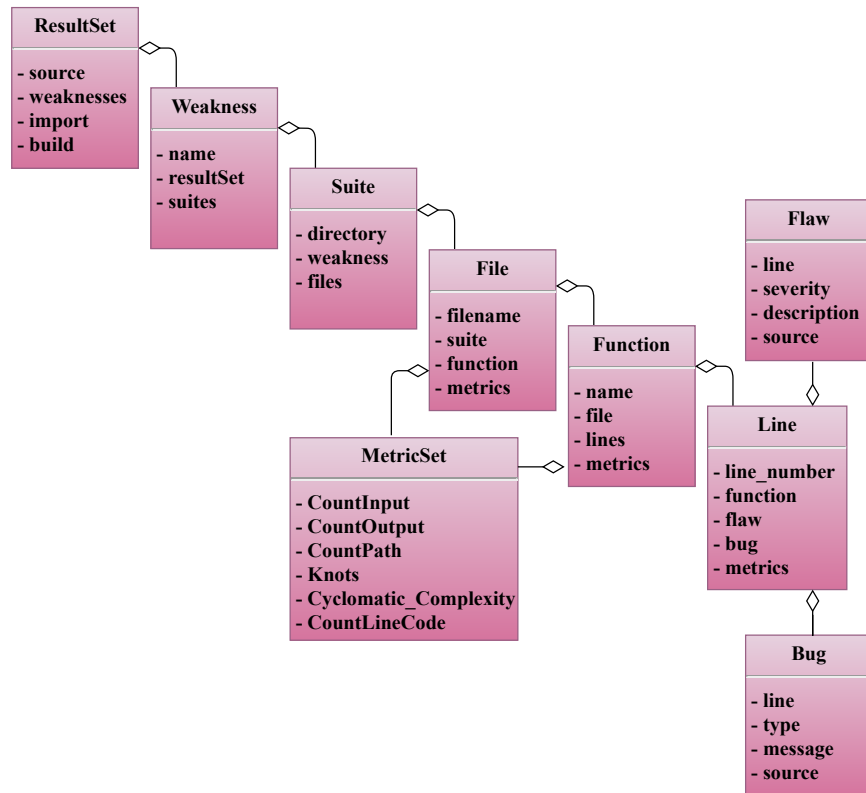 ResultSet
- source
- weaknesses
- import
- build
Weakness
- name
- resultSet
- suites
Suite
- directory
- weakness
- files
File
- filename
- suite
- function
- metrics
Function
- name
- file
- lines
- metrics
Flaw
- line
- severity
- description
- source
Line
- line_number
- function
- flaw
- bug
- metrics
MetricSet
- CountInput
- CountOutput
- CountPath
- Knots
- Cyclomatic_Complexity
- CountLineCode
Bug
- line
- type
- message
- source